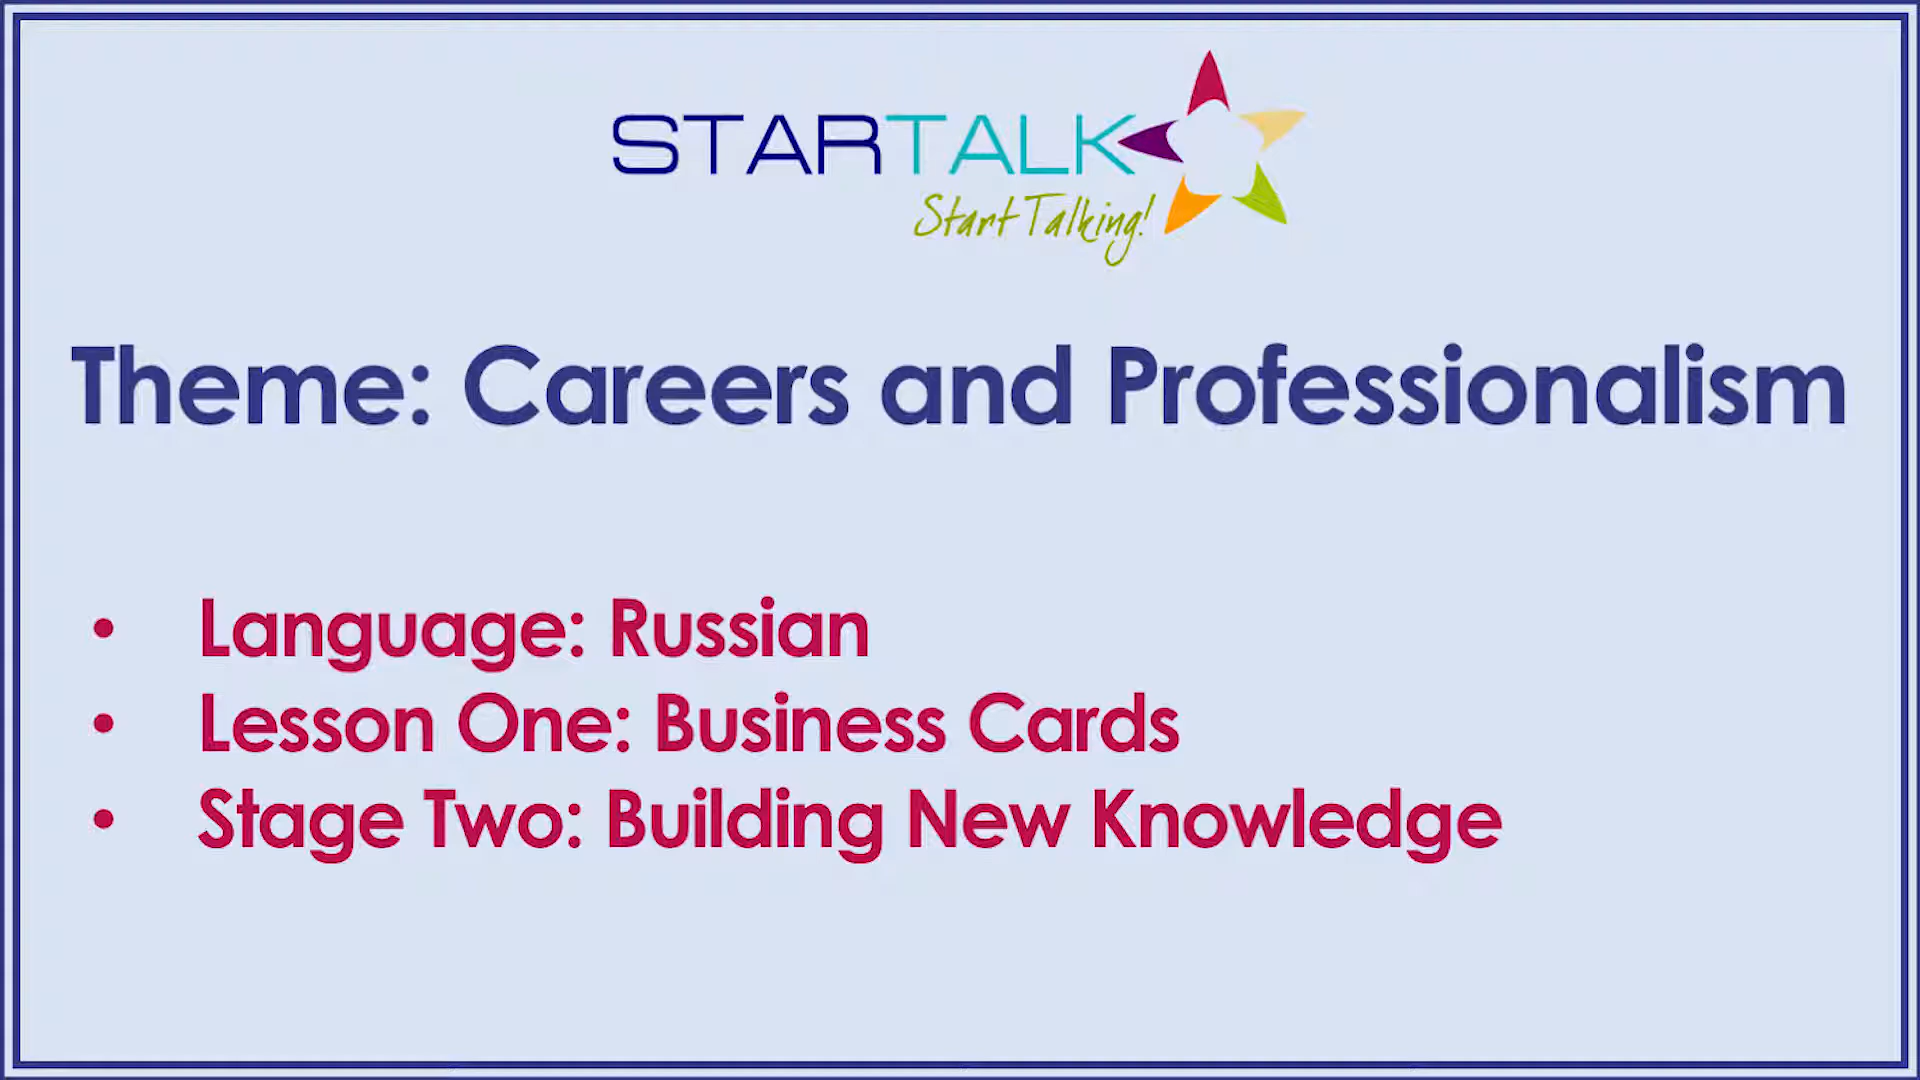 STARTALK
Start Talking!
Theme: Careers and Professionalism
• Language: Russian
• Lesson One: Business Cards
• Stage Two: Building New Knowledge